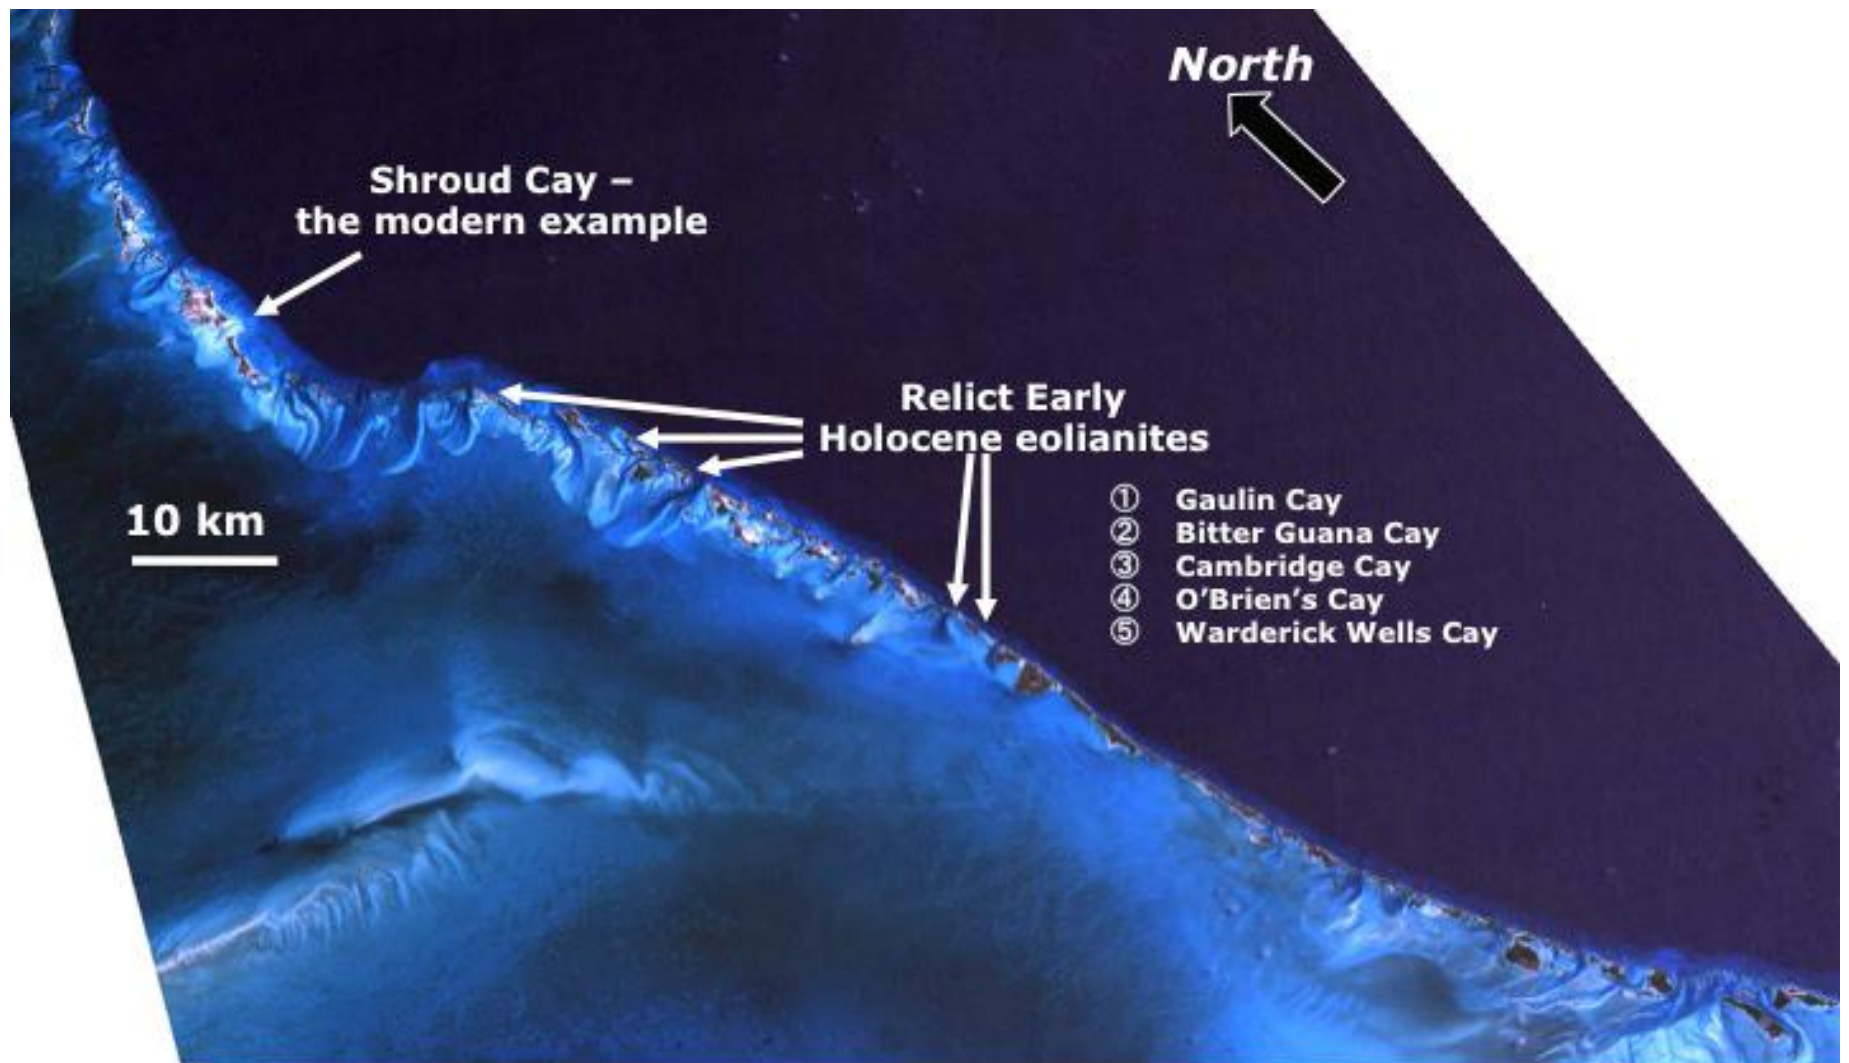 North
Shroud Cay –
the modern example
Relict Early
Holocene eolianites
① Gaulin Cay
② Bitter Guana Cay
③ Cambridge Cay
④ O’Brien’s Cay
⑤ Warderick Wells Cay
10 km